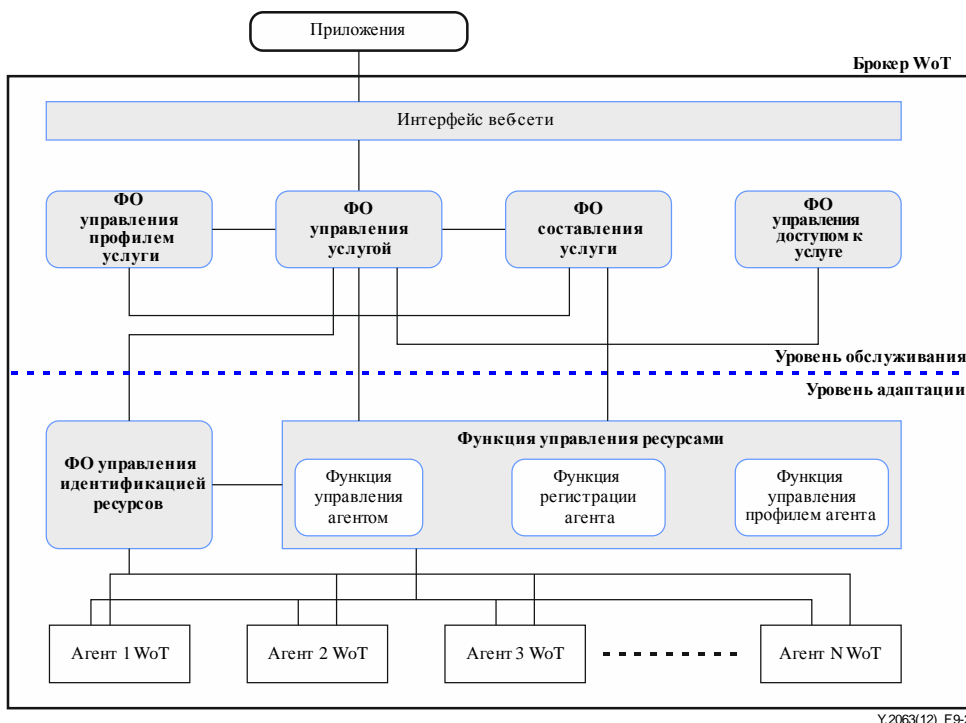 Приложения
Брокер WoT
Интерфейс веб-сети
ФО
управления
профилем
услуги
ФО
управления
услугой
ФО
составления
услуги
ФО
управления
доступом к
услуге
Уровень обслуживания
Уровень адаптации
ФО управления
идентификацией
ресурсов
Функция управления ресурсами
Функция
управления
агентом
Функция
регистрации
агента
Функция
управления
профилем агента
Агент 1 WoT
Агент 2 WoT
Агент 3 WoT
Агент N WoT